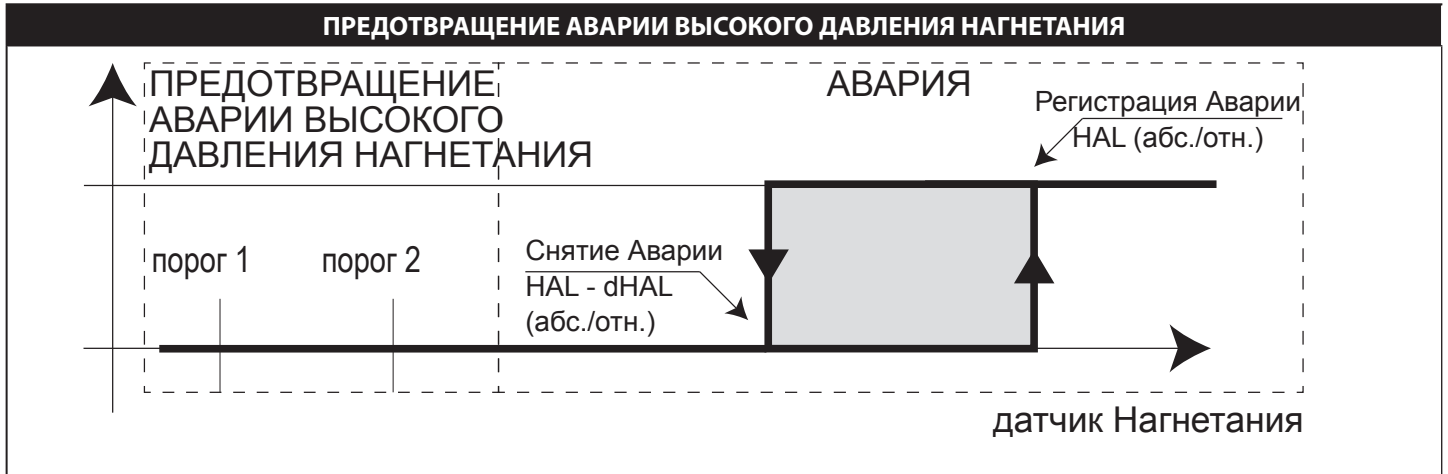 ПРЕДОТВРАЩЕНИЕ АВАРИИ ВЫСОКОГО ДАВЛЕНИЯ НАГНЕТАНИЯ
ПРЕДОТВРАЩЕНИЕ
АВАРИИ ВЫСОКОГО
ДАВЛЕНИЯ НАГНЕТАНИЯ
АВАРИЯ
Регистрация Аварии
HAL (абс./отн.)
порог 1
порог 2
Снятие Аварии
HAL - dHAL
(абс./отн.)
датчик Нагнетания